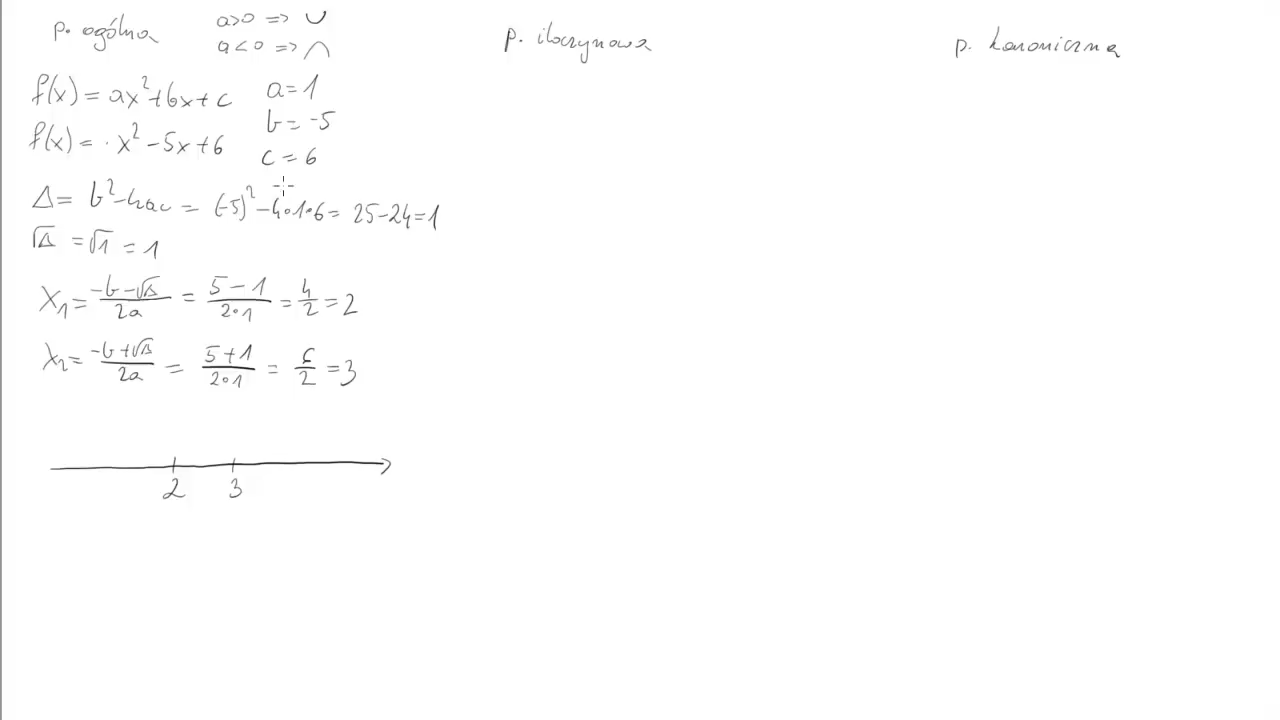 p. ogólna
a>0 => ∪
a<0 => ∩
f(x) = ax²+bx+c
f(x) = x² - 5x + 6
a = 1
b = -5
c = 6
Δ = b² - 4ac = (-5)² - 4·1·6 = 25 - 24 = 1
√Δ = √1 = 1
x₁ = (-b - √Δ)/2a = (5 - 1)/2·1 = 4/2 = 2
x₂ = (-b + √Δ)/2a = (5 + 1)/2·1 = 6/2 = 3
2 3
p. iloczynowa
p. kanoniczna